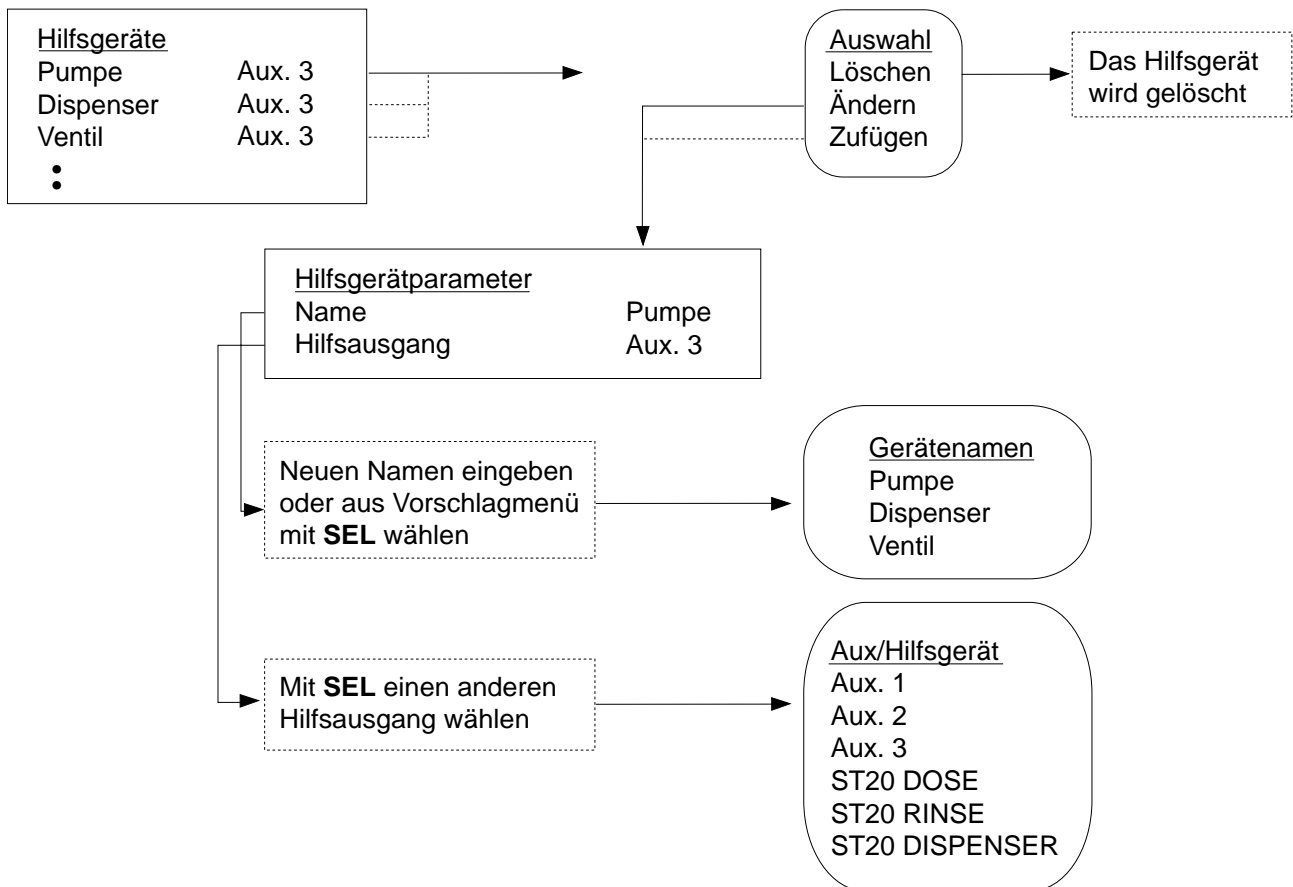 Hilfsgeräte
Pumpe Aux. 3
Dispenser Aux. 3
Ventil Aux. 3
Auswahl
Löschen
Ändern
Zufügen
Das Hilfsgerät
wird gelöscht
Hilfsgerätparameter
Name Pumpe
Hilfsausgang Aux. 3
Neuen Namen eingeben
oder aus Vorschlagmenü
mit SEL wählen
Gerätenamen
Pumpe
Dispenser
Ventil
Mit SEL einen anderen
Hilfsausgang wählen
Aux/Hilfsgerät
Aux. 1
Aux. 2
Aux. 3
ST20 DOSE
ST20 RINSE
ST20 DISPENSER